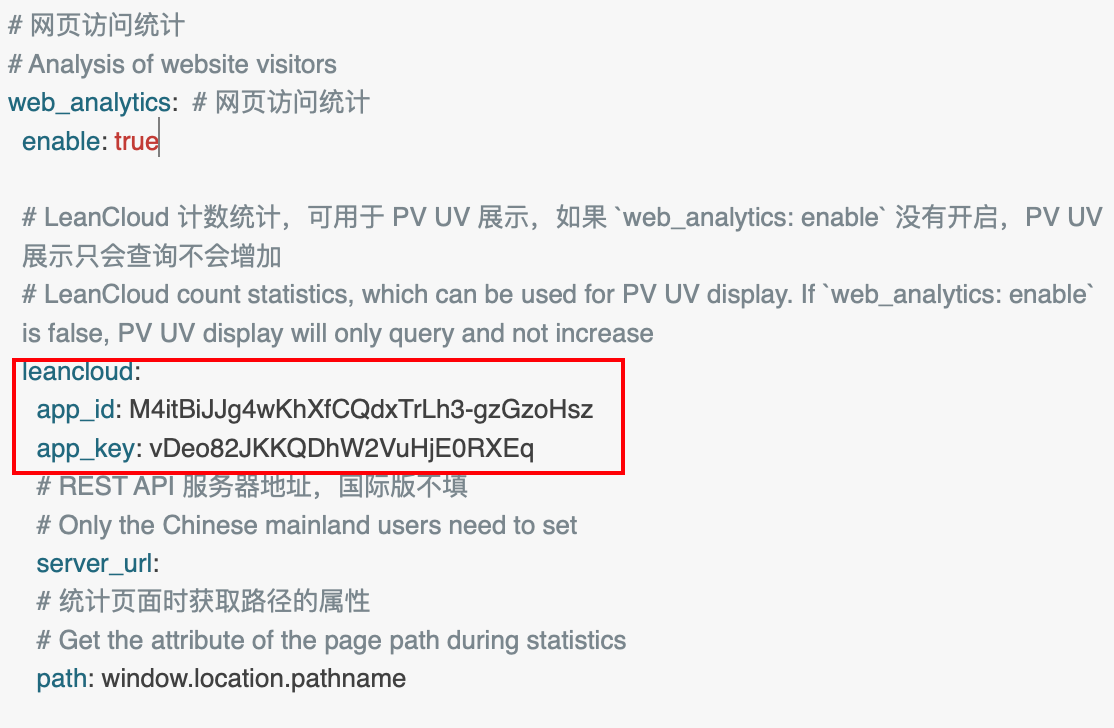 # 网页访问统计
# Analysis of website visitors
web_analytics:  # 网页访问统计
enable: true
# LeanCloud 计数统计，可用于 PV UV 展示，如果 `web_analytics: enable` 没有开启，PV UV
展示只会查询不会增加
# LeanCloud count statistics, which can be used for PV UV display. If `web_analytics: enable`
is false, PV UV display will only query and not increase
leancloud:
app_id: M4itBiJJg4wKhXfCQdxTrLh3-gzGzoHsz
app_key: vDeo82JKKQDhW2VuHjE0RXEq
# REST API 服务器地址，国际版不填
# Only the Chinese mainland users need to set
server_url:
# 统计页面时获取路径的属性
# Get the attribute of the page path during statistics
path: window.location.pathname